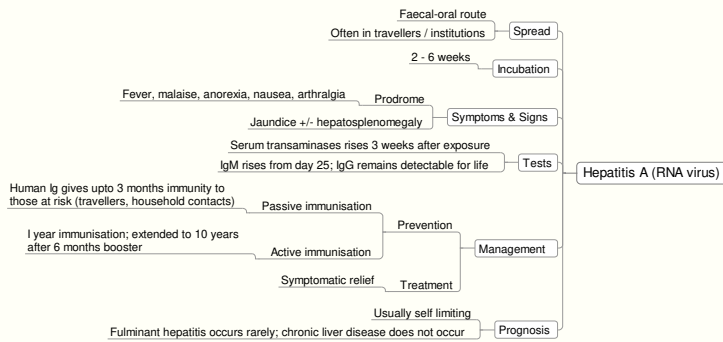 Faecal-oral route
Often in travellers / institutions
Spread
2 - 6 weeks
Incubation
Fever, malaise, anorexia, nausea, arthralgia
Prodrome
Jaundice +/- hepatosplenomegaly
Symptoms & Signs
Serum transaminases rises 3 weeks after exposure
IgM rises from day 25; IgG remains detectable for life
Tests
Hepatitis A (RNA virus)
Human Ig gives upto 3 months immunity to
those at risk (travellers, household contacts)
Passive immunisation
I year immunisation; extended to 10 years
after 6 months booster
Active immunisation
Prevention
Symptomatic relief
Treatment
Management
Usually self limiting
Fulminant hepatitis occurs rarely; chronic liver disease does not occur
Prognosis